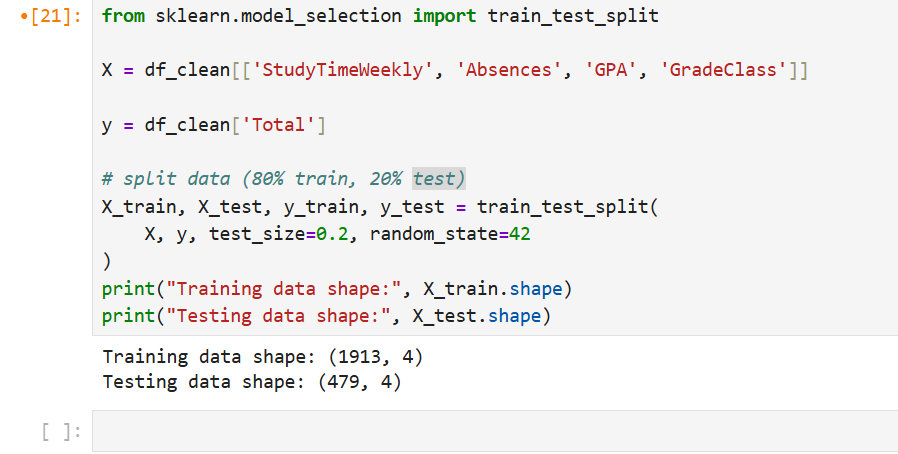 [21]: from sklearn.model_selection import train_test_split
X = df_clean[['StudyTimeWeekly', 'Absences', 'GPA', 'GradeClass']]
y = df_clean['Total']
# split data (80% train, 20% test)
X_train, X_test, y_train, y_test = train_test_split(
    X, y, test_size=0.2, random_state=42
)
print("Training data shape:", X_train.shape)
print("Testing data shape:", X_test.shape)
Training data shape: (1913, 4)
Testing data shape: (479, 4)
[ ]: